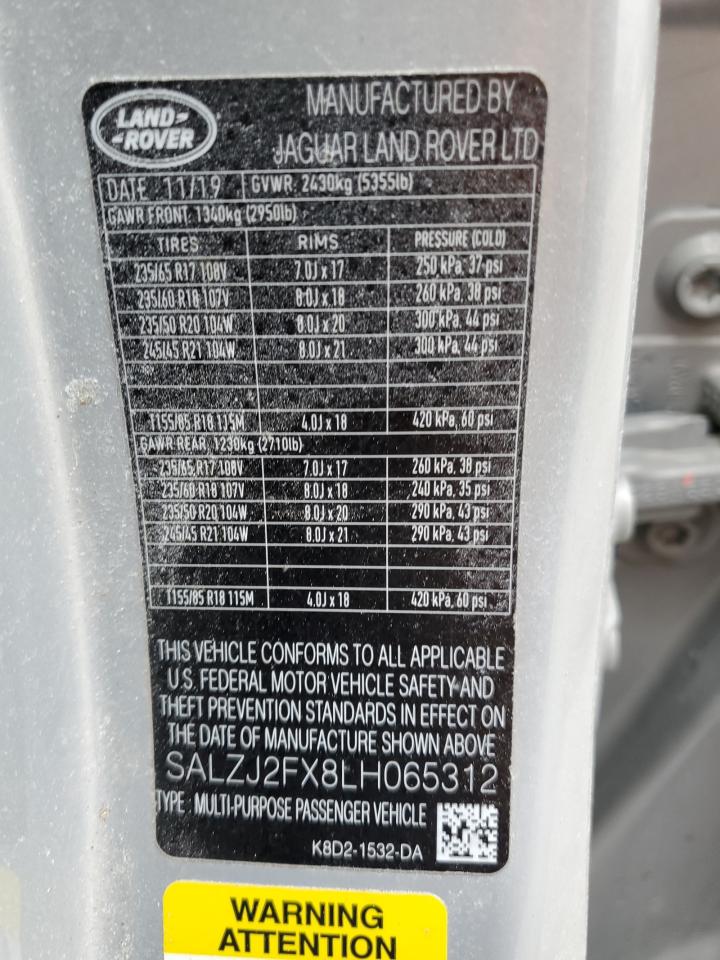 LAND-
-ROVER
MANUFACTURED BY
JAGUAR LAND ROVER LTD
DATE 11/19 GVWR. 2430kg (5355lb)
GAWR FRONT. 1340kg (2950lb)
TIRES RIMS PRESSURE (COLD)
235/65 R17 108V 7.0J x 17 250 kPa, 37 psi
235/60 R18 107V 8.0J x 18 260 kPa, 38 psi
235/50 R20 104W 8.0J x 20 300 kPa, 44 psi
245/45 R21 104W 8.0J x 21 300 kPa, 44 psi
T155/85 R18 115M 4.0J x 18 420 kPa, 60 psi
GAWR REAR. 1230kg (2710lb)
235/65 R17 108V 7.0J x 17 260 kPa, 38 psi
235/60 R18 107V 8.0J x 18 240 kPa, 35 psi
235/50 R20 104W 8.0J x 20 290 kPa, 43 psi
245/45 R21 104W 8.0J x 21 290 kPa, 43 psi
T155/85 R18 115M 4.0J x 18 420 kPa, 60 psi
THIS VEHICLE CONFORMS TO ALL APPLICABLE
U.S. FEDERAL MOTOR VEHICLE SAFETY AND
THEFT PREVENTION STANDARDS IN EFFECT ON
THE DATE OF MANUFACTURE SHOWN ABOVE
SALZJ2FX8LH065312
TYPE: MULTI-PURPOSE PASSENGER VEHICLE
K8D2-1532-DA
WARNING
ATTENTION